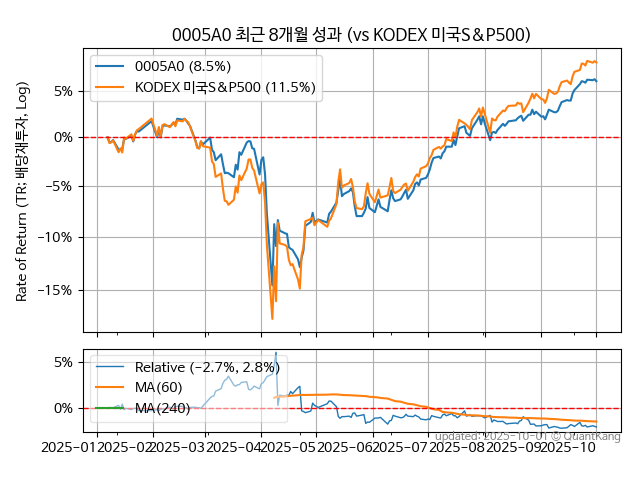 0005A0 최근 8개월 성과 (vs KODEX 미국S&P500)
Rate of Return (TR: 배당재투자, Log)
0005A0 (8.5%)
KODEX 미국S&P500 (11.5%)
5%
0%
−5%
−10%
−15%
5%
0%
Relative (−2.7%, 2.8%)
MA(60)
MA(240)
updated: 2025-10-01 © QuantKang
2025−01 2025−02 2025−03 2025−04 2025−05 2025−06 2025−07 2025−08 2025−09 2025−10